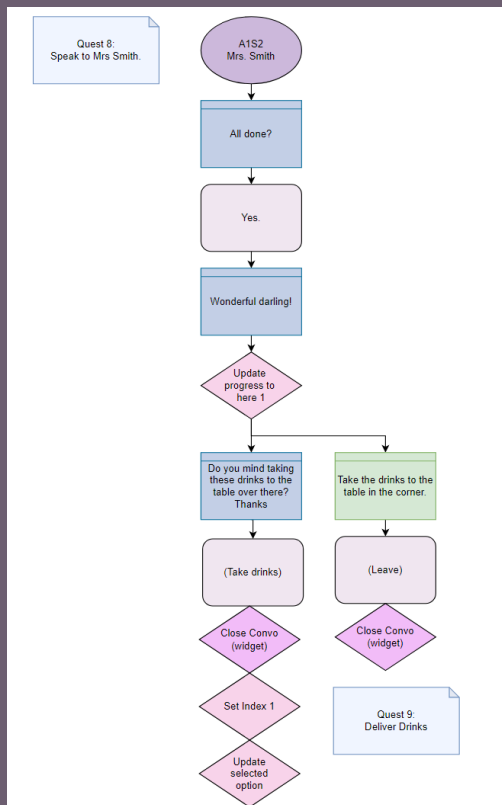 Quest 8:
Speak to Mrs Smith.
A1S2
Mrs. Smith
All done?
Yes.
Wonderful darling!
Update
progress to
here 1
Do you mind taking
these drinks to the
table over there?
Thanks
Take the drinks to the
table in the corner.
(Take drinks)
(Leave)
Close Convo
(widget)
Close Convo
(widget)
Set Index 1
Quest 9:
Deliver Drinks
Update
selected
option